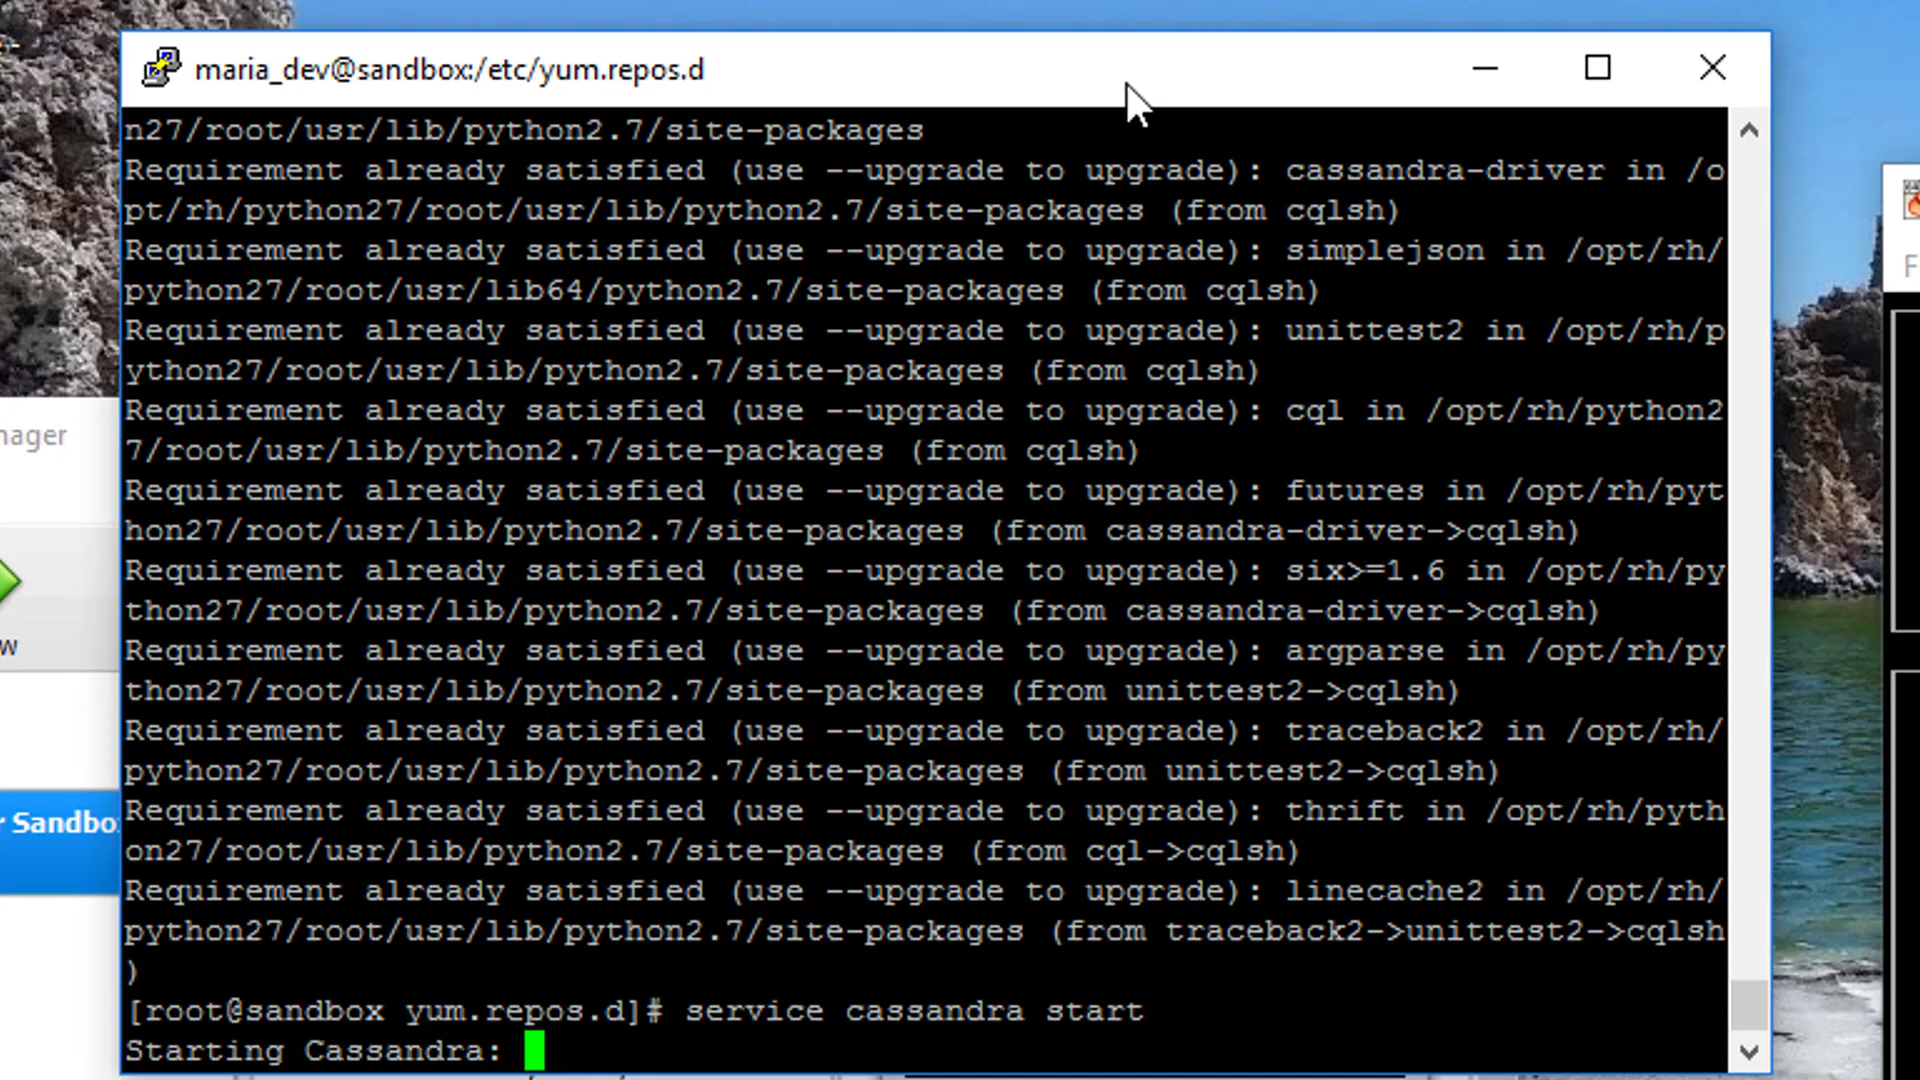 maria_dev@sandbox:/etc/yum.repos.d
n27/root/usr/lib/python2.7/site-packages
Requirement already satisfied (use --upgrade to upgrade): cassandra-driver in /o
pt/rh/python27/root/usr/lib/python2.7/site-packages (from cqlsh)
Requirement already satisfied (use --upgrade to upgrade): simplejson in /opt/rh/
python27/root/usr/lib64/python2.7/site-packages (from cqlsh)
Requirement already satisfied (use --upgrade to upgrade): unittest2 in /opt/rh/p
ython27/root/usr/lib/python2.7/site-packages (from cqlsh)
Requirement already satisfied (use --upgrade to upgrade): cql in /opt/rh/python2
7/root/usr/lib/python2.7/site-packages (from cqlsh)
Requirement already satisfied (use --upgrade to upgrade): futures in /opt/rh/pyt
hon27/root/usr/lib/python2.7/site-packages (from cassandra-driver->cqlsh)
Requirement already satisfied (use --upgrade to upgrade): six>=1.6 in /opt/rh/py
thon27/root/usr/lib/python2.7/site-packages (from cassandra-driver->cqlsh)
Requirement already satisfied (use --upgrade to upgrade): argparse in /opt/rh/py
thon27/root/usr/lib/python2.7/site-packages (from unittest2->cqlsh)
Requirement already satisfied (use --upgrade to upgrade): traceback2 in /opt/rh/
python27/root/usr/lib/python2.7/site-packages (from unittest2->cqlsh)
Requirement already satisfied (use --upgrade to upgrade): thrift in /opt/rh/pyth
on27/root/usr/lib/python2.7/site-packages (from cql->cqlsh)
Requirement already satisfied (use --upgrade to upgrade): linecache2 in /opt/rh/
python27/root/usr/lib/python2.7/site-packages (from traceback2->unittest2->cqlsh
)
[root@sandbox yum.repos.d]# service cassandra start
Starting Cassandra:
nager
w
r Sandbo
F